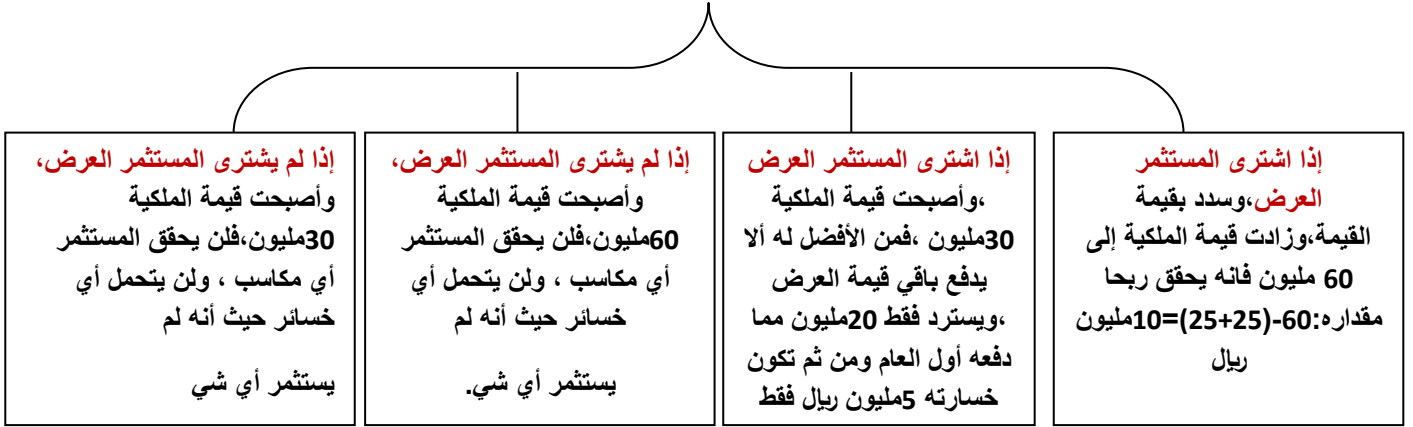 إذا اشترى المستثمر
العرض،وسدد بقيمة
القيمة،وزادت قيمة الملكية إلى
60 مليون فانه يحقق ربحا
مقداره:60-(25+25)=10مليون
ريال
إذا اشترى المستثمر العرض
،وأصبحت قيمة الملكية
30مليون ،فمن الأفضل له ألا
يدفع باقي قيمة العرض
،ويسترد فقط 20مليون مما
دفعه أول العام ومن ثم تكون
خسارته 5مليون ريال فقط
إذا لم يشترى المستثمر العرض،
وأصبحت قيمة الملكية
60مليون،فلن يحقق المستثمر
أي مكاسب ، ولن يتحمل أي
خسائر حيث أنه لم
يستثمر أي شي.
إذا لم يشترى المستثمر العرض،
وأصبحت قيمة الملكية
30مليون،فلن يحقق المستثمر
أي مكاسب ، ولن يتحمل أي
خسائر حيث أنه لم
يستثمر أي شي